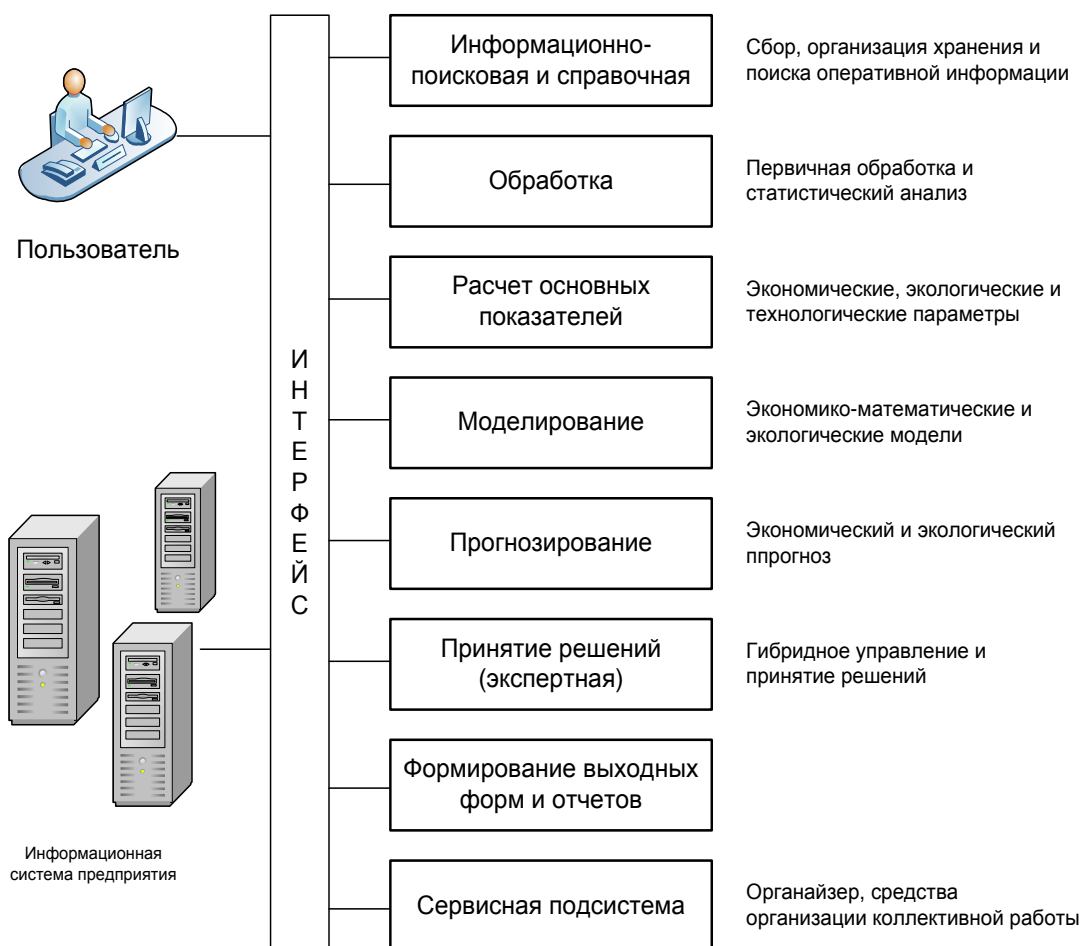 Пользователь
Информационная
система предприятия
ИНТЕРФЕЙС
Информационно-
поисковая и справочная
Сбор, организация хранения и
поиска оперативной информации
Обработка
Первичная обработка и
статистический анализ
Расчет основных
показателей
Экономические, экологические и
технологические параметры
Моделирование
Экономико-математические и
экологические модели
Прогнозирование
Экономический и экологический
ппрогноз
Принятие решений
(экспертная)
Гибридное управление и
принятие решений
Формирование выходных
форм и отчетов
Сервисная подсистема
Органайзер, средства
организации коллективной работы